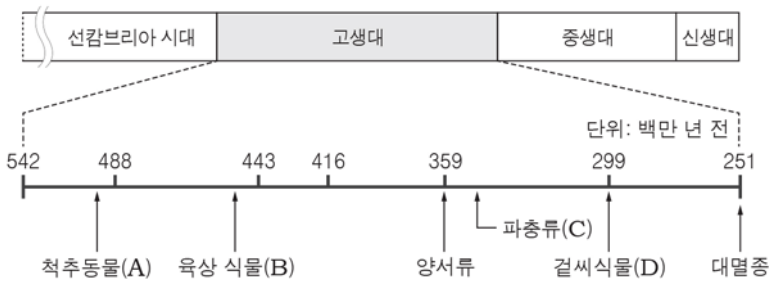 선캄브리아 시대 고생대 중생대 신생대
단위: 백만 년 전
542 488 443 416 359 299 251
파충류(C)
척추동물(A) 육상 식물(B) 양서류 겉씨식물(D) 대멸종